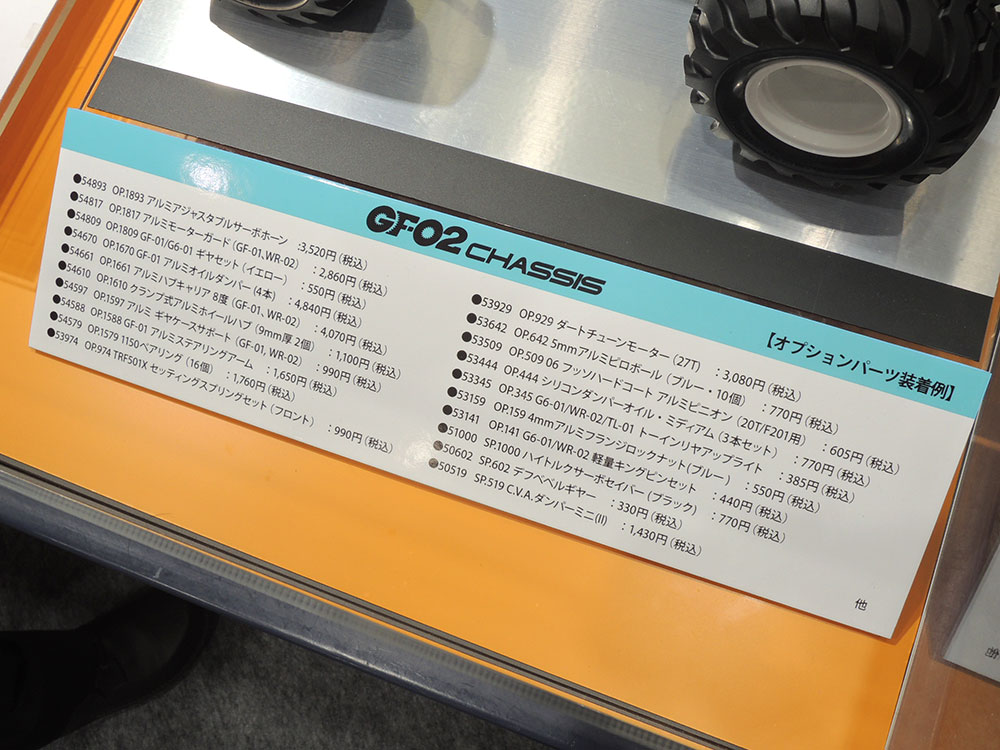 GF02 CHASSIS
【オプションパーツ装着例】
●54893 OP.1893 アルミアジャスタブルサーボホーン :3,520円(税込)
●54817 OP.1817 アルミモーターガード (GF-01、WR-02) : 2,860円(税込)
●54809 OP.1809 GF-01/G6-01 ギヤセット(イエロー) : 550円(税込)
●54670 OP.1670 GF-01 アルミオイルダンパー (4本) : 4,840円(税込)
●54661 OP.1661 アルミハブキャリア 8度 (GF-01, WR-02) : 4,070円(税込)
●54610 OP.1610 クランプ式アルミホイールハブ (9mm厚 2個) : 1,100円(税込)
●54597 OP.1597 アルミ ギヤケースサポート (GF-01, WR-02) : 990円(税込)
●54588 OP.1588 GF-01 アルミステアリングアーム : 1,650円(税込)
●54579 OP.1579 1150ベアリング (16個) : 1,760円(税込)
●53974 OP.974 TRF501X セッティングスプリングセット (フロント) : 990円(税込)
●53929 OP.929 ダートチューンモーター (27T) : 3,080円(税込)
●53642 OP.642 5mmアルミピロボール (ブルー・10個) : 770円(税込)
●53509 OP.509 06 フッソハードコート アルミピニオン (20T/F201用) : 605円(税込)
●53444 OP.444 シリコンダンパーオイル・ミディアム (3本セット) : 770円(税込)
●53345 OP.345 G6-01/WR-02/TL-01 トーインリヤアップライト : 385円(税込)
●53159 OP.159 4mmアルミフランジロックナット(ブルー) : 550円(税込)
●53141 OP.141 G6-01/WR-02 軽量キングピンセット : 440円(税込)
●51000 SP.1000 ハイトルクサーボセイバー (ブラック) : 770円(税込)
●50602 SP.602 デフベベルギヤー : 330円(税込)
●50519 SP.519 C.V.A.ダンパーミニ(II) : 1,430円(税込)
他